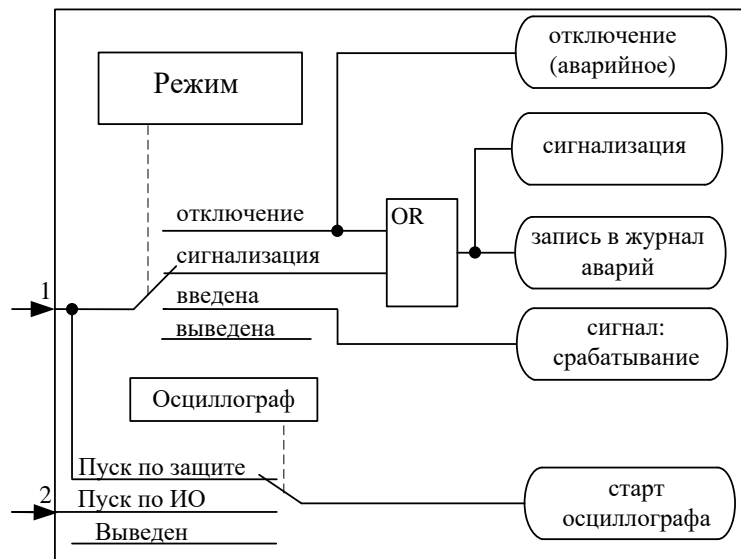 отключение
(аварийное)
Режим
сигнализация
отключение
OR
сигнализация
запись в журнал
аварий
1
введена
выведена
сигнал:
срабатывание
Осциллограф
Пуск по защите
2
Пуск по ИО
старт
осциллографа
Выведен